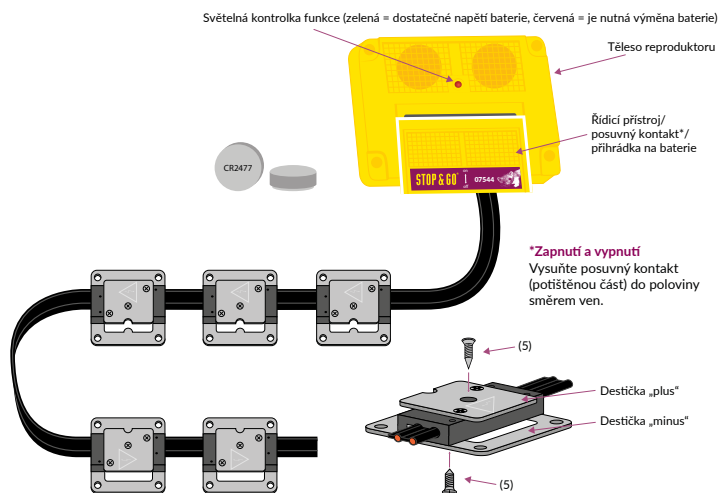 Světelná kontrolka funkce (zelená = dostatečné napětí baterie, červená = je nutná výměna baterie)
Těleso reproduktoru
Řídicí přístroj/
posuvný kontakt*/
přihrádka na baterie
CR2477
STOP & GO
07544
*Zapnutí a vypnutí
Vysuňte posuvný kontakt
(potištěnou část) do poloviny
směrem ven.
(5)
Destička „plus“
Destička „minus“
(5)